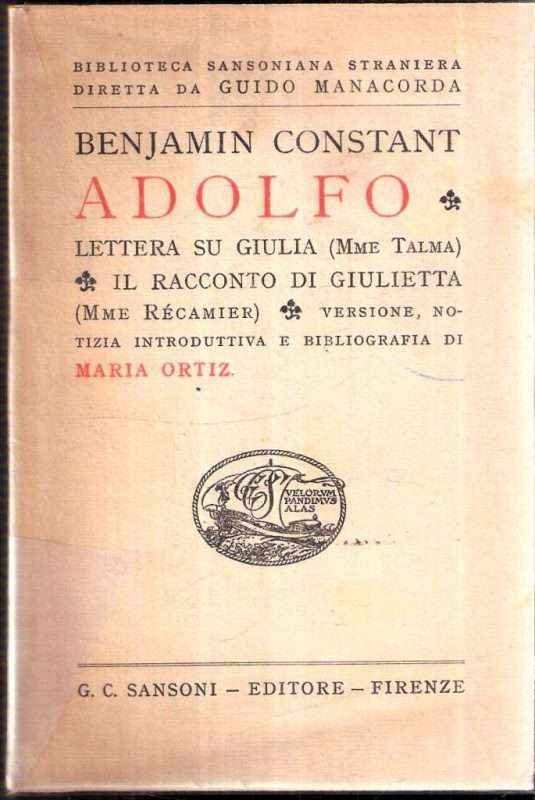 BIBLIOTECA SANSONIANA STRANIERA
DIRETTA DA GUIDO MANACORDA
BENJAMIN CONSTANT
ADOLFO
LETTERA SU GIULIA (MME TALMA)
IL RACCONTO DI GIULIETTA
(MME RÉCAMIER) VERSIONE, NO-
TIZIA INTRODUTTIVA E BIBLIOGRAFIA DI
MARIA ORTIZ.
VELORVM
PANDIMVS
ALAS
G. C. SANSONI – EDITORE – FIRENZE